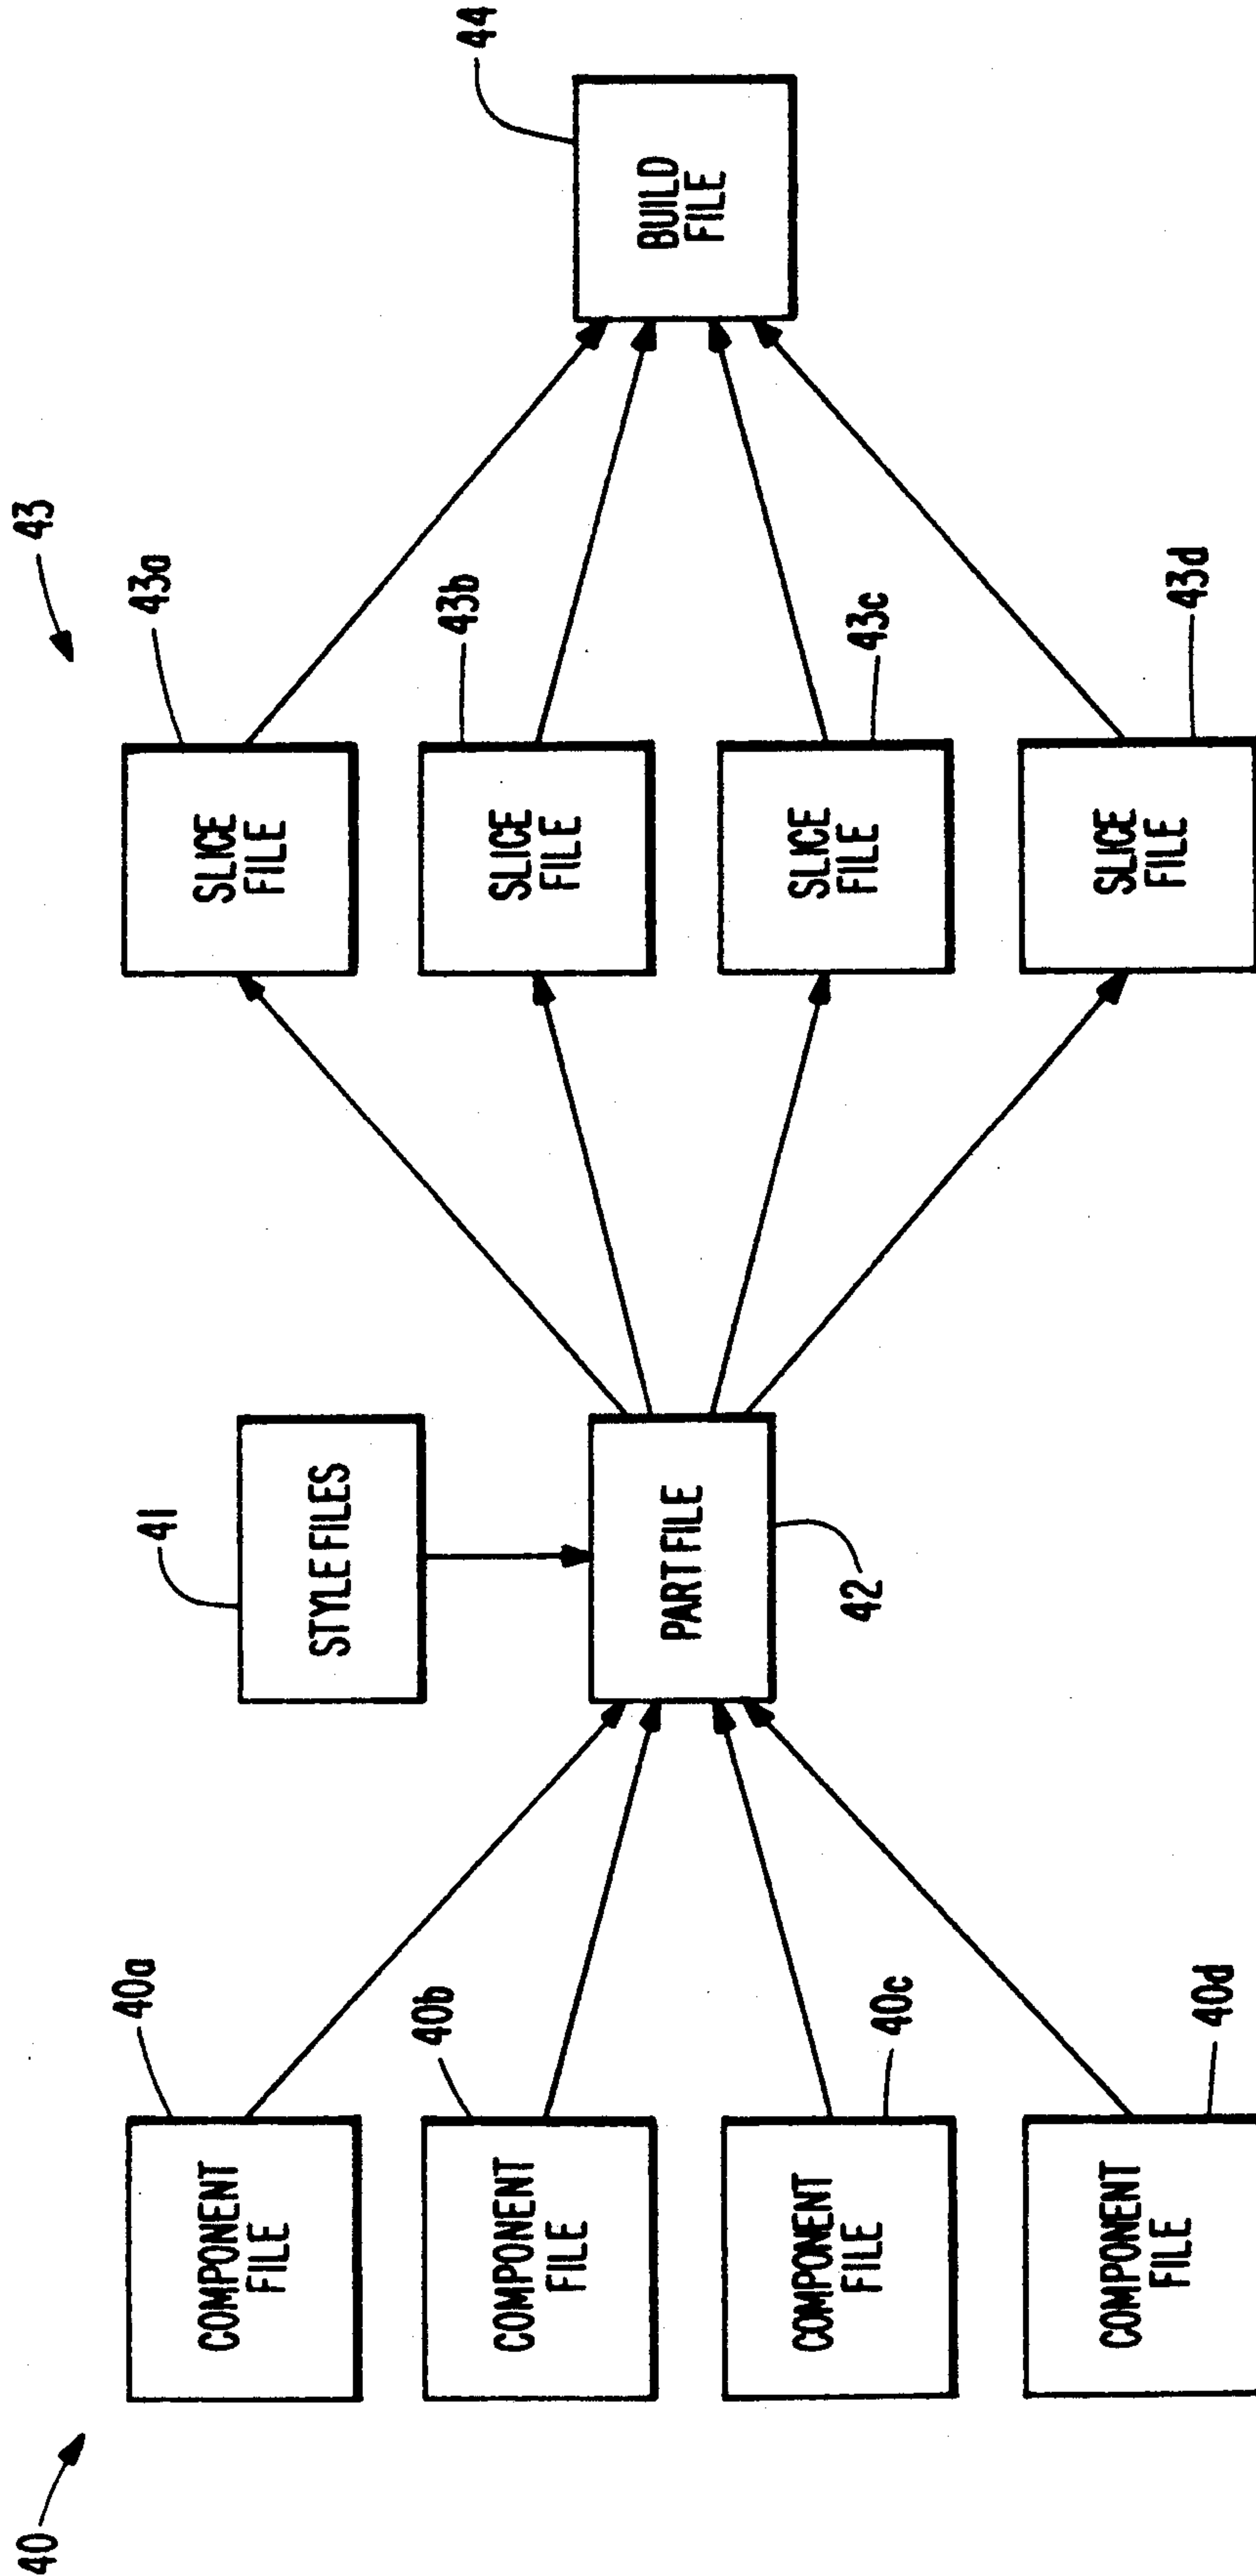 40
40a
COMPONENT
FILE
40b
COMPONENT
FILE
40c
COMPONENT
FILE
40d
COMPONENT
FILE
41
STYLE FILES
PART FILE
42
43
43a
SLICE
FILE
43b
SLICE
FILE
43c
SLICE
FILE
43d
SLICE
FILE
44
BUILD
FILE